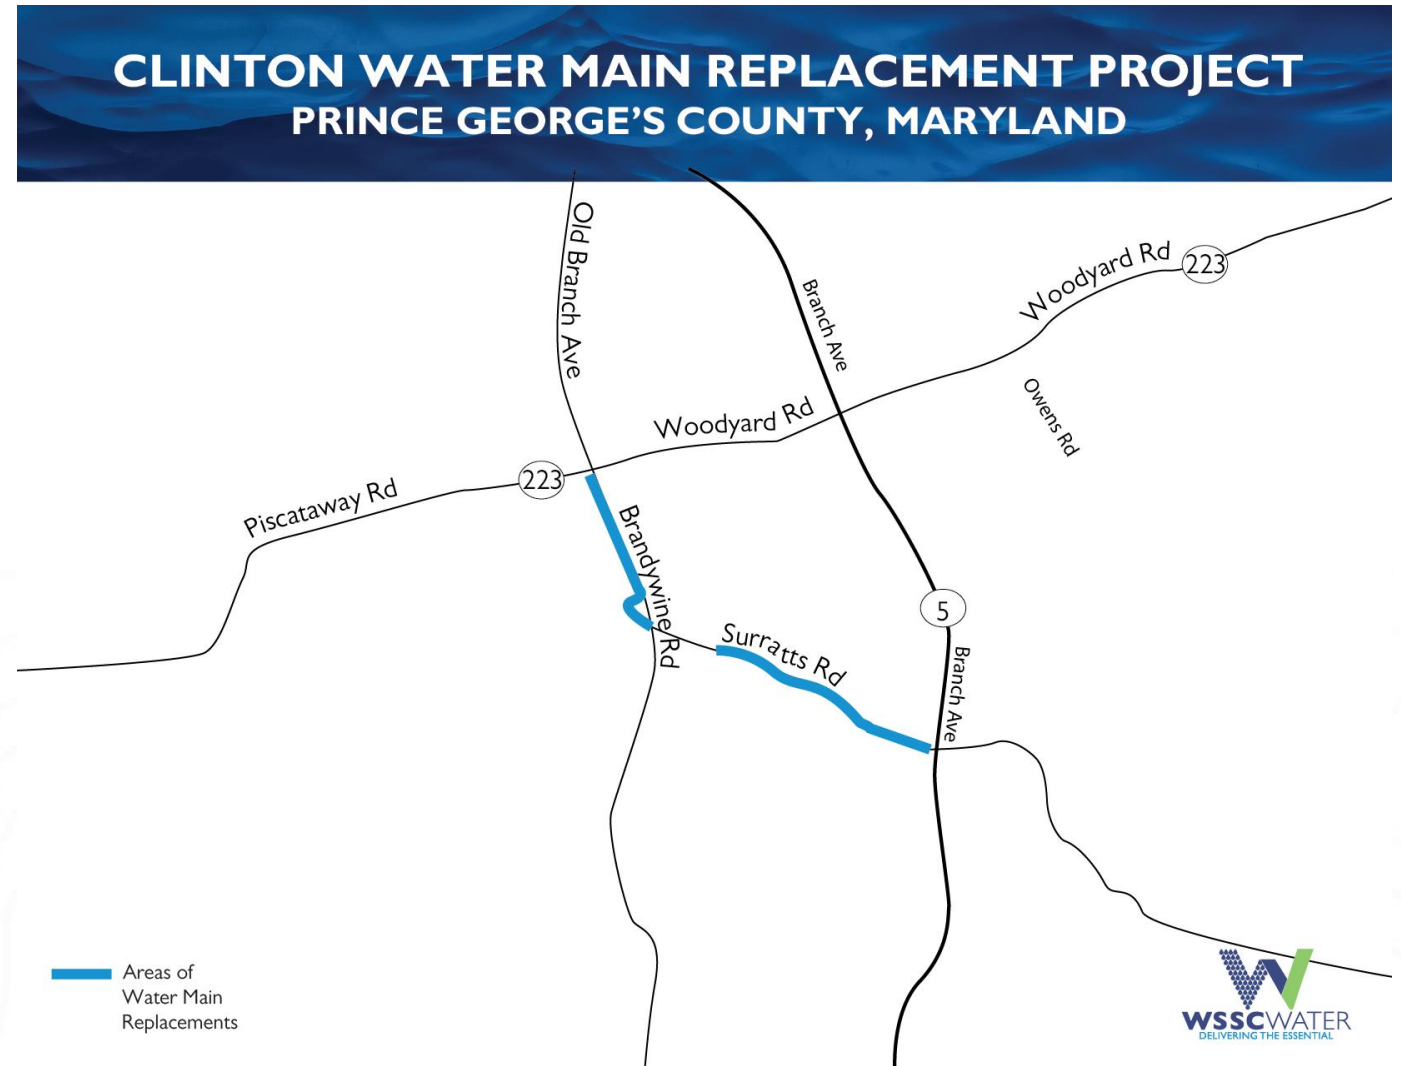 CLINTON WATER MAIN REPLACEMENT PROJECT
PRINCE GEORGE'S COUNTY, MARYLAND
Old Branch Ave
Branch Ave
Woodyard Rd
223
Owens Rd
Woodyard Rd
223
Piscataway Rd
Brandywine Rd
5
Surratts Rd
Branch Ave
Areas of
Water Main
Replacements
WSSCWATER
DELIVERING THE ESSENTIAL